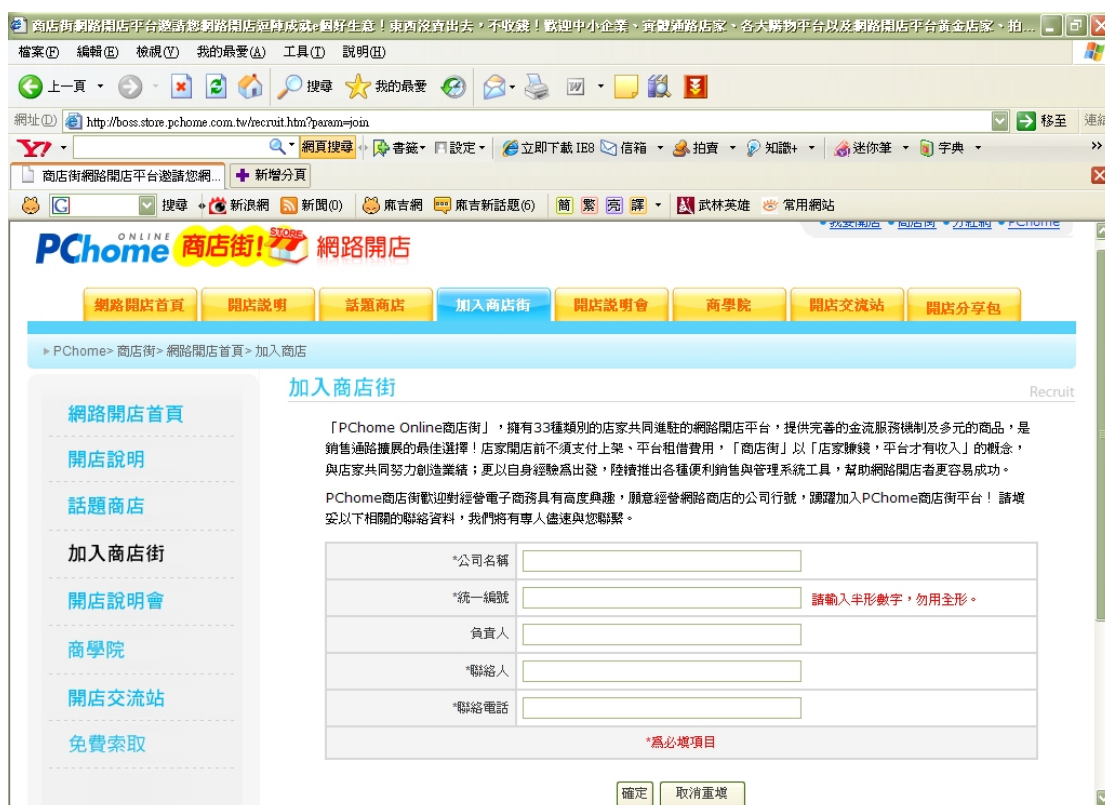 商店街網路開店平台邀請您網路開店短陣成就e個好生意！東西沒賣出去，不收錢！歡迎中小企業、實體通路店家、各大購物平台以及網路開店平台黃金店家、拍...
檔案(F) 編輯(E) 檢視(V) 我的最愛(A) 工具(T) 說明(H)
上一頁 搜尋 我的最愛
網址(D) http://boss.store.pchome.com.tw/recruit.htm?param=join 移至 連結
Y7 網頁搜尋 書籤 設定 立即下載 IE8 信箱 拍賣 知識+ 迷你筆 字典 »
商店街網路開店平台邀請您網... 新增分頁
G 搜尋 新浪網 新聞(0) 麻吉網 麻吉新話題(6) 簡 繁 亮 譯 武林英雄 常用網站
我要開店 商店街 分紅網 PChome
PChome ONLINE 商店街! STORE 網路開店
網路開店首頁 開店說明 話題商店 加入商店街 開店說明會 商學院 開店交流站 開店分享包
PChome> 商店街> 網路開店首頁> 加入商店
加入商店街
Recruit
網路開店首頁
開店說明
話題商店
加入商店街
開店說明會
商學院
開店交流站
免費索取
「PChome Online商店街」，擁有33種類別的店家共同進駐的網路開店平台，提供完善的金流服務機制及多元的商品，是
銷售通路擴展的最佳選擇！店家開店前不須支付上架、平台租借費用，「商店街」以「店家賺錢，平台才有收入」的概念，
與店家共同努力創造業績；更以自身經驗為出發，陸續推出各種便利銷售與管理系統工具，幫助網路開店者更容易成功。
PChome商店街歡迎對經營電子商務具有高度興趣，願意經營網路商店的公司行號，踴躍加入PChome商店街平台！ 請填
妥以下相關的聯絡資料，我們將有專人儘速與您聯繫。
*公司名稱
*統一編號 請輸入半形數字，勿用全形。
負責人
*聯絡人
*聯絡電話
*為必填項目
確定 取消重填